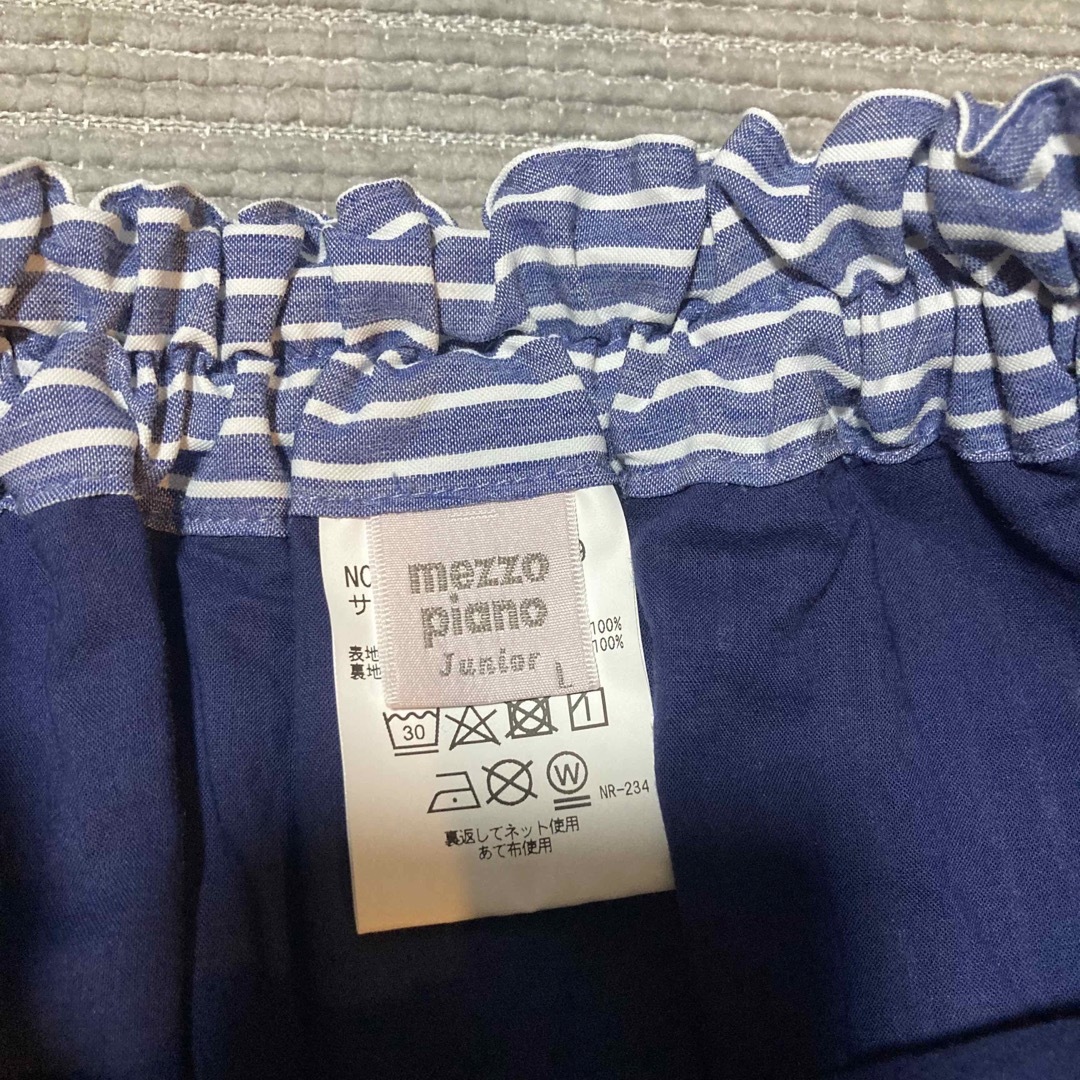 mezzo
piano
Junior L
NO
9
サ
表地 100%
裏地 100%
30
W
NR-234
裏返してネット使用
あて布使用